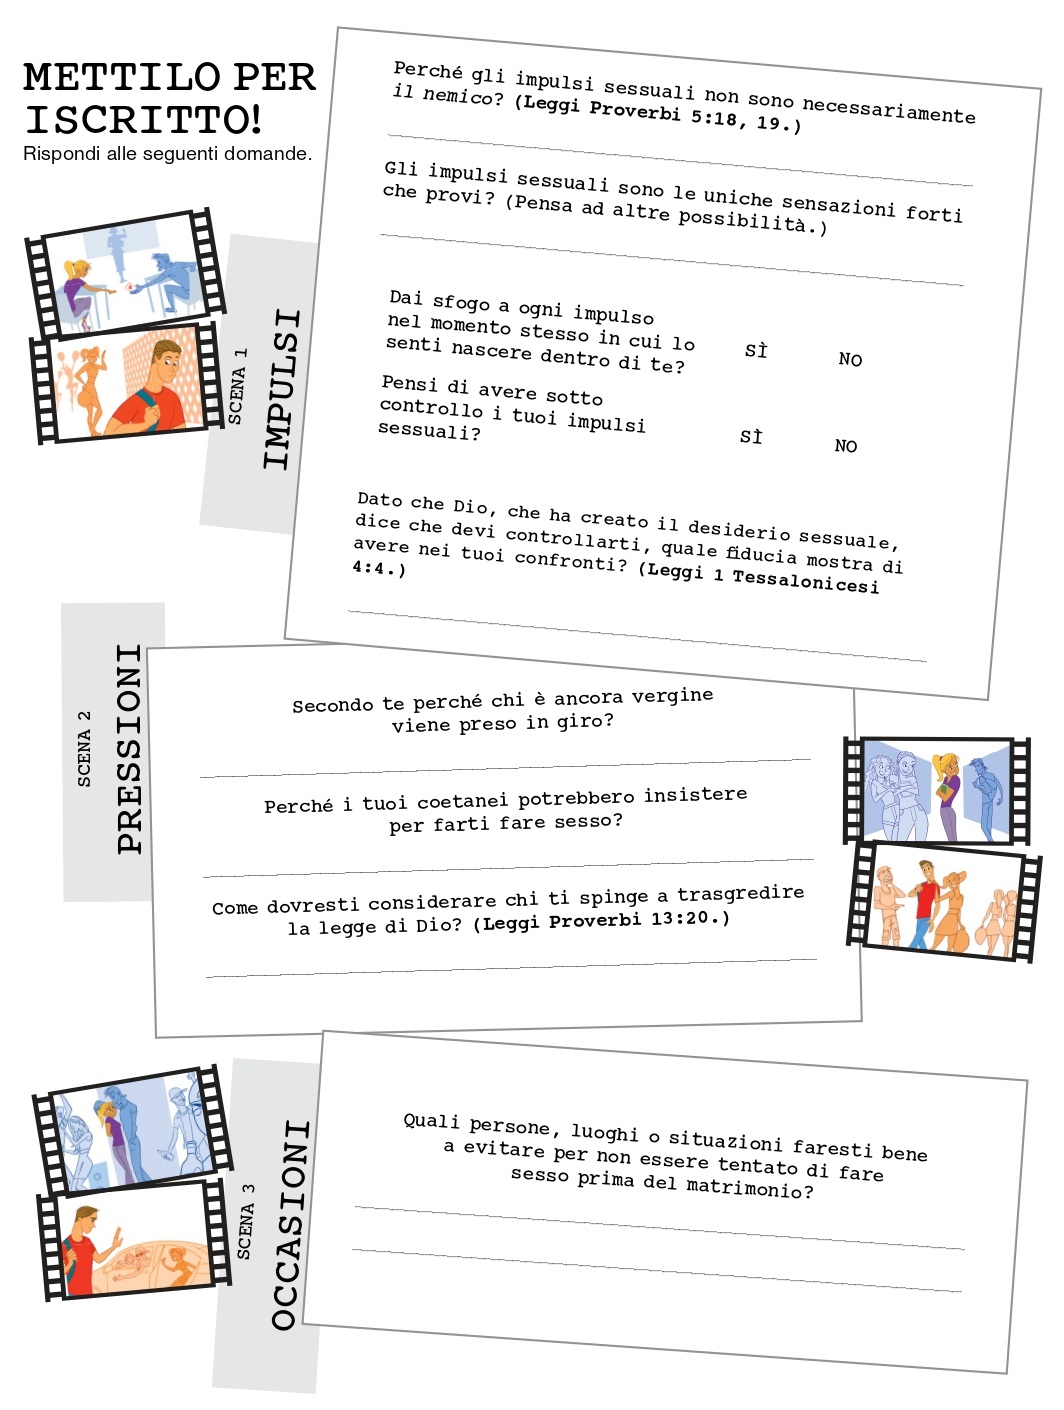 METTILO PER
ISCRITTO!
Rispondi alle seguenti domande.
SCENA 1
IMPULSI
Perché gli impulsi sessuali non sono necessariamente
il nemico? (Leggi Proverbi 5:18, 19.)
Gli impulsi sessuali sono le uniche sensazioni forti
che provi? (Pensa ad altre possibilità.)
Dai sfogo a ogni impulso
nel momento stesso in cui lo
senti nascere dentro di te?
SÌ NO
Pensi di avere sotto
controllo i tuoi impulsi
sessuali?
SÌ NO
Dato che Dio, che ha creato il desiderio sessuale,
dice che devi controllarti, quale fiducia mostra di
avere nei tuoi confronti? (Leggi 1 Tessalonicesi
4:4.)
SCENA 2
PRESSIONI
Secondo te perché chi è ancora vergine
viene preso in giro?
Perché i tuoi coetanei potrebbero insistere
per farti fare sesso?
Come dovresti considerare chi ti spinge a trasgredire
la legge di Dio? (Leggi Proverbi 13:20.)
SCENA 3
OCCASIONI
Quali persone, luoghi o situazioni faresti bene
a evitare per non essere tentato di fare
sesso prima del matrimonio?